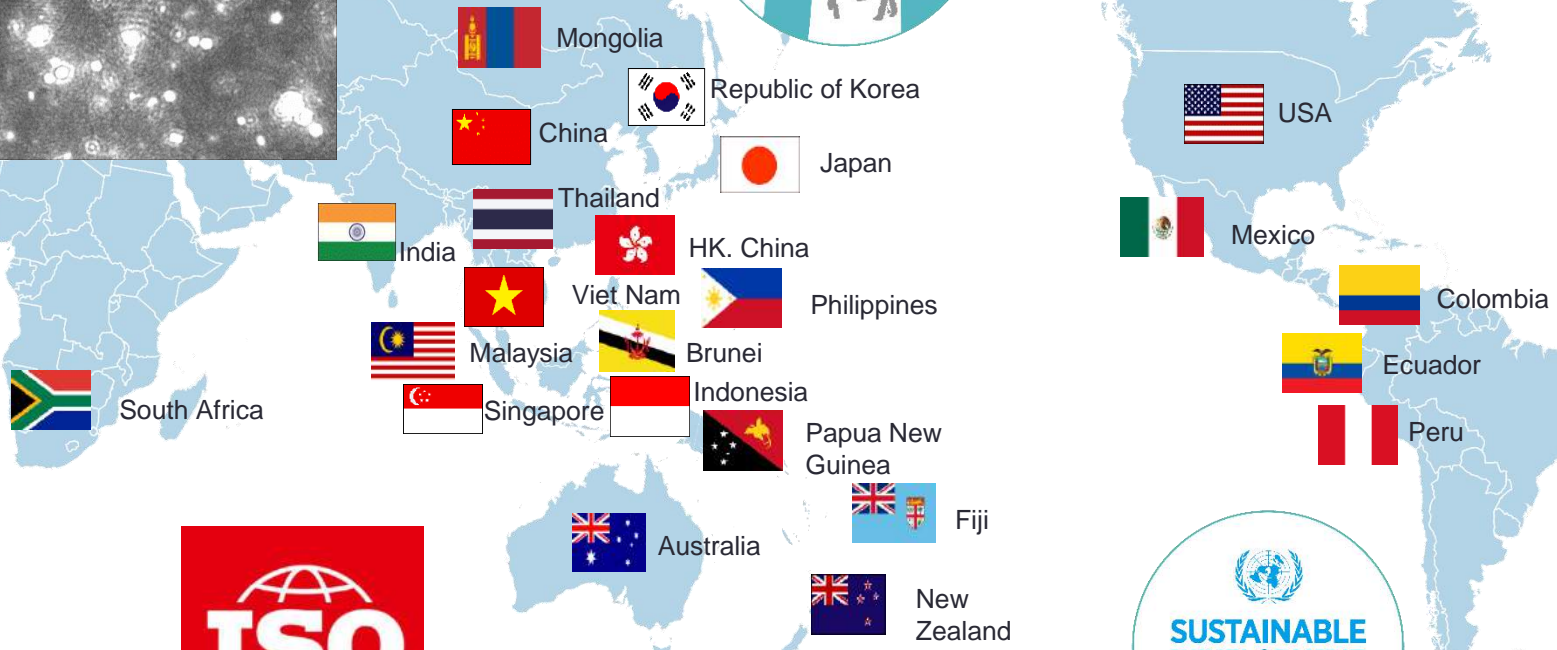 Mongolia
Republic of Korea
China
USA
Japan
Thailand
India
HK. China
Mexico
Viet Nam
Philippines
Colombia
Malaysia
Brunei
Ecuador
Indonesia
South Africa
Singapore
Papua New
Guinea
Peru
Fiji
Australia
New
Zealand
ISO
SUSTAINABLE